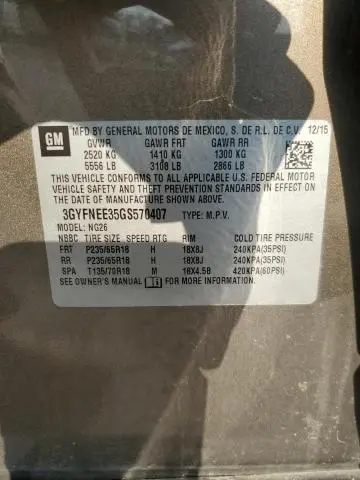 GM
MFD BY GENERAL MOTORS DE MEXICO, S. DE R.L. DE C.V. 12/15
GVWR GAWR FRT GAWR RR
2520 KG 1410 KG 1300 KG
5556 LB 3108 LB 2866 LB
THIS VEHICLE CONFORMS TO ALL APPLICABLE U.S. FEDERAL MOTOR
VEHICLE SAFETY AND THEFT PREVENTION STANDARDS IN EFFECT ON
THE DATE OF MANUFACTURE SHOWN ABOVE.
3GYFNEE35GS570407 TYPE: M.P.V.
MODEL: NG26
NBBC TIRE SIZE SPEED RTG RIM COLD TIRE PRESSURE
FRT P235/65R18 H 18X8J 240KPA(35PSI)
RR P235/65R18 H 18X8J 240KPA(35PSI)
SPA T135/70R18 M 18X4.5B 420KPA(60PSI)
SEE OWNER'S MANUAL FOR MORE INFORMATION